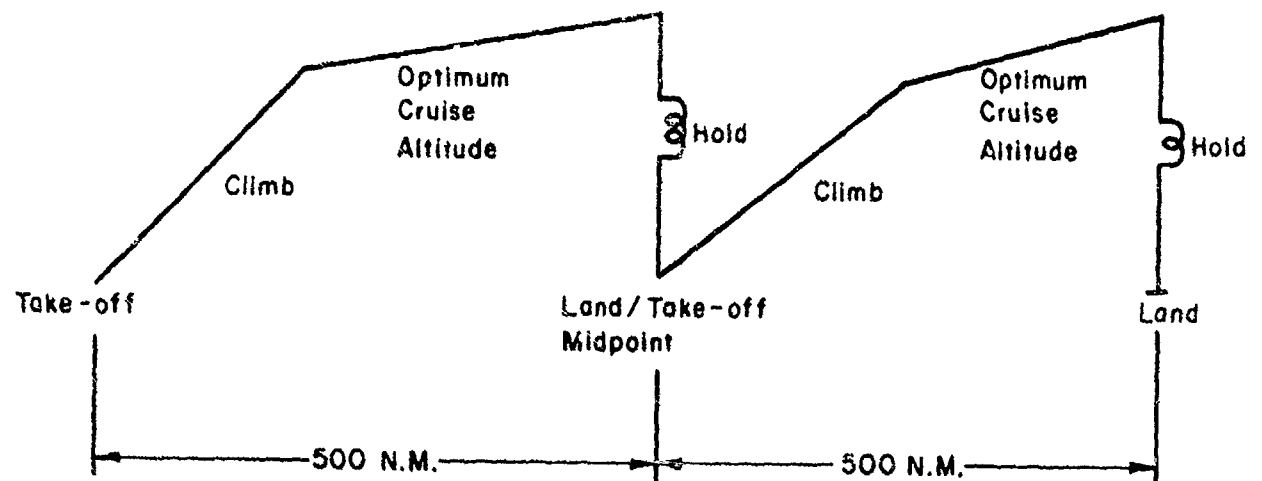 Optimum
Cruise
Altitude
Hold
Climb
Optimum
Cruise
Altitude
Hold
Climb
Take-off
Land/Take-off
Midpoint
Land
500 N.M.
500 N.M.